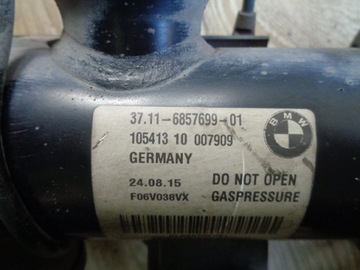 37.11-6857699-01
105413 10 007909
GERMANY
24.08.15 DO NOT OPEN
F06V038VX GASPRESSURE
BMW